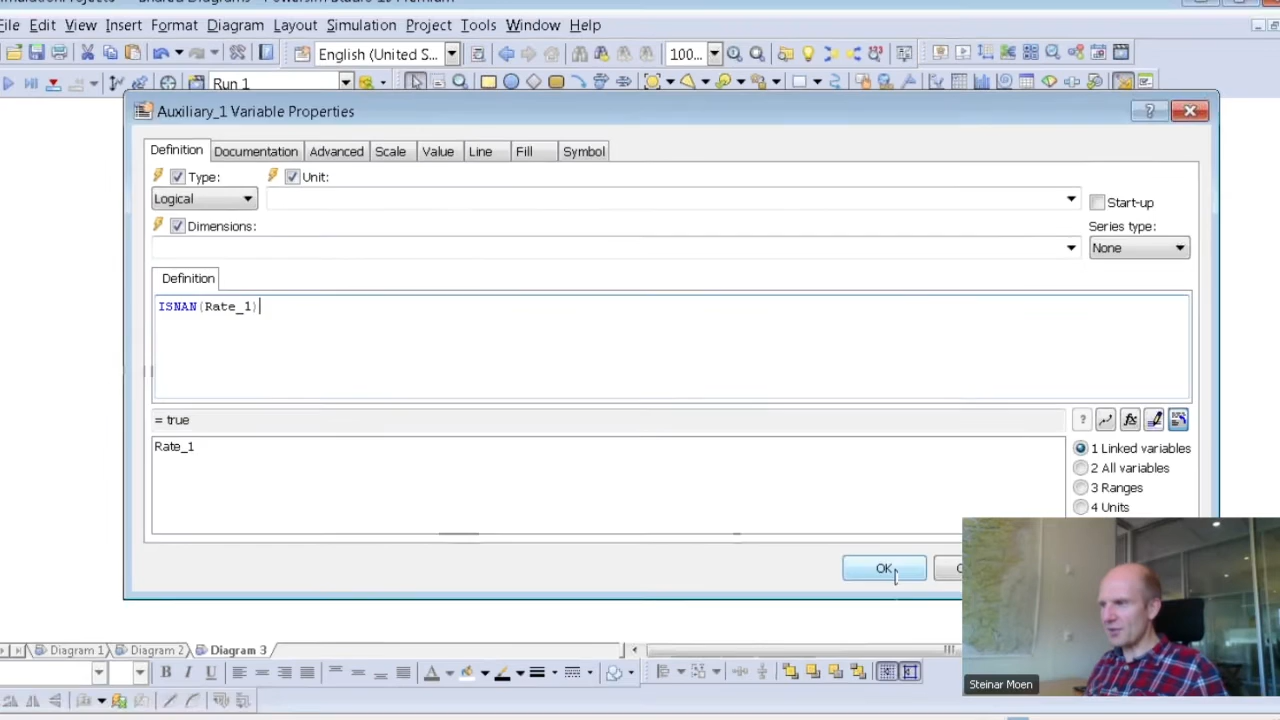 File Edit View Insert Format Diagram Layout Simulation Project Tools Window Help
English (United S...
100...
Run 1
Auxiliary_1 Variable Properties
Definition Documentation Advanced Scale Value Line Fill Symbol
Type: Unit:
Logical
Start-up
Dimensions:
Series type:
None
Definition
ISNAN(Rate_1)
= true
Rate_1
1 Linked variables
2 All variables
3 Ranges
4 Units
OK
Diagram 1 Diagram 2 Diagram 3
B I U
A
Steinar Moen